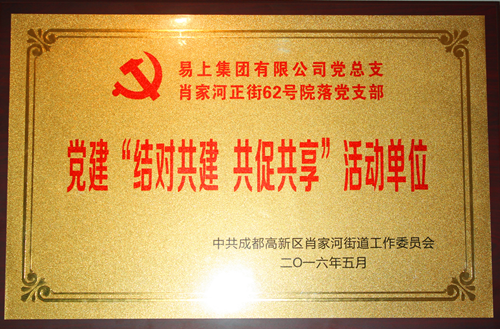 易上集团有限公司党总支
肖家河正街62号院落党支部
党建“结对共建 共促共享”活动单位
中共成都高新区肖家河街道工作委员会
二〇一六年五月